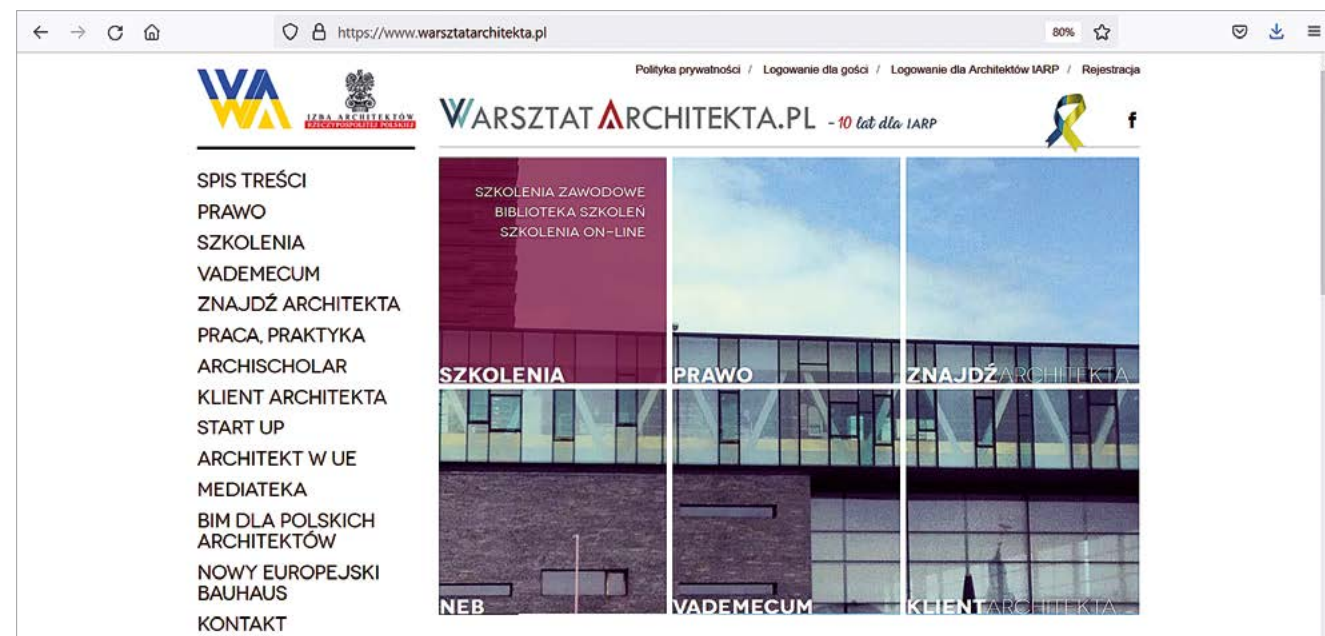 https://www.warsztatarchitekta.pl
80%
Polityka prywatności / Logowanie dla gości / Logowanie dla Architektów IARP / Rejestracja
WA
WA
IZBA ARCHITEKTÓW
RZECZYPOSPOLITEJ POLSKIEJ
WARSZTAT ARCHITEKTA.PL - 10 lat dla IARP
f
SPIS TREŚCI
PRAWO
SZKOLENIA
VADEMECUM
ZNAJDŹ ARCHITEKTA
PRACA, PRAKTYKA
ARCHISCHOLAR
KLIENT ARCHITEKTA
START UP
ARCHITEKT W UE
MEDIATEKA
BIM DLA POLSKICH
ARCHITEKTÓW
NOWY EUROPEJSKI
BAUHAUS
KONTAKT
SZKOLENIA ZAWODOWE
BIBLIOTEKA SZKOLEŃ
SZKOLENIA ON-LINE
SZKOLENIA
PRAWO
ZNAJDŹARCHITEKTA
NEB
VADEMECUM
KLIENTARCHITEKTA